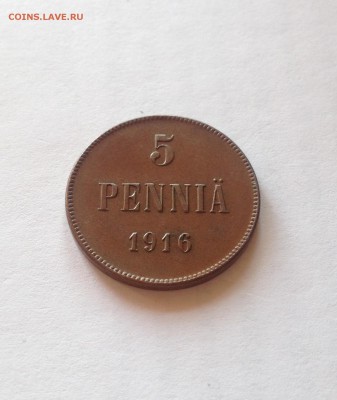 COINS.LAVE.RU
5
PENNIÄ
1916